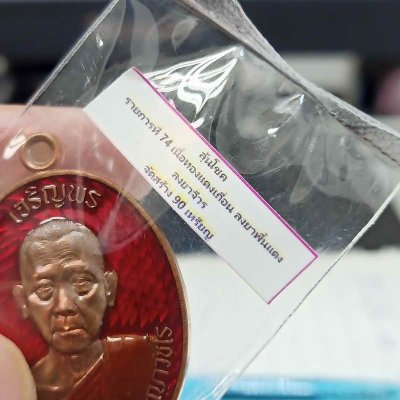 ลุ้นโชค
รายการที่ 74 เนื้อทองแดงเถื่อน ลงยาพื้นแดง
ลงยาจีวร
จัดสร้าง 90 เหรียญ
เจริญพร